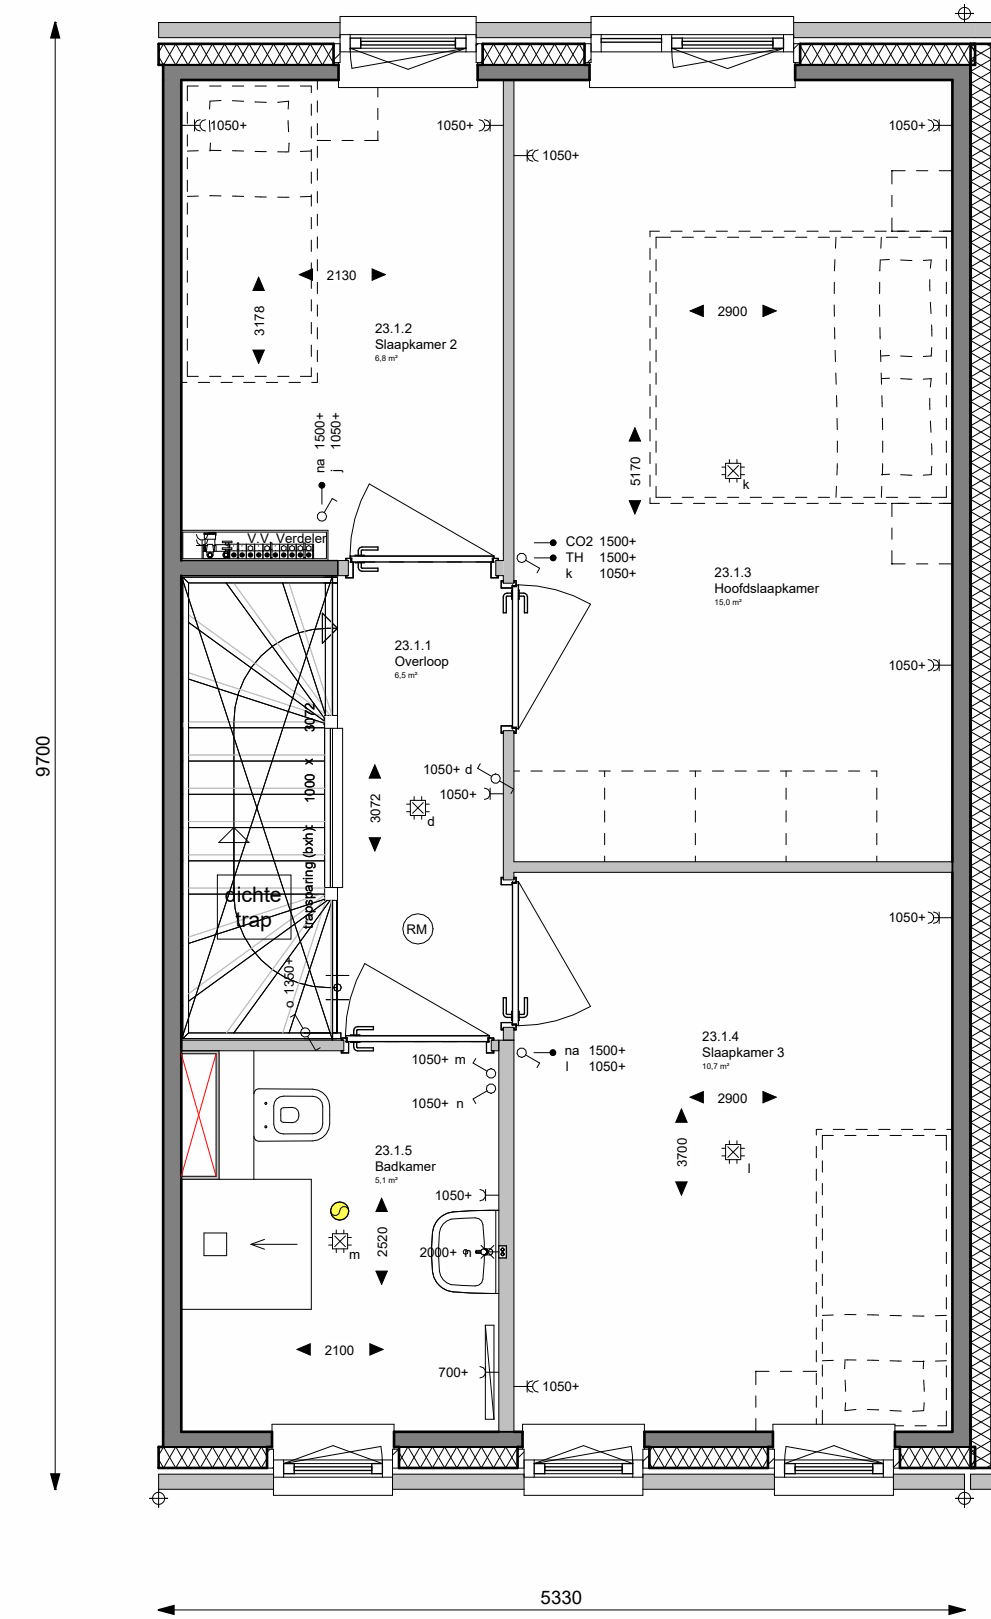 1050+
1050+
1050+
1050+
2130
3178
2900
23.1.2
Slaapkamer 2
6,8 m²
na 1500+
j 1050+
5170
k
V.V. Verdeler
CO2 1500+
TH 1500+
k 1050+
23.1.3
Hoofdslaapkamer
15,0 m²
23.1.1
Overloop
6,5 m²
1050+
9700
trapsparing (bxh): 1000 x 3072
1050+ d
1050+
3072
d
dichte
trap
RM
1050+
o 1350+
23.1.4
Slaapkamer 3
10,7 m²
na 1500+
l 1050+
1050+ m
1050+ n
2900
3700
l
23.1.5
Badkamer
5,1 m²
1050+
2520
m
2000+ n
2100
700+
1050+
5330